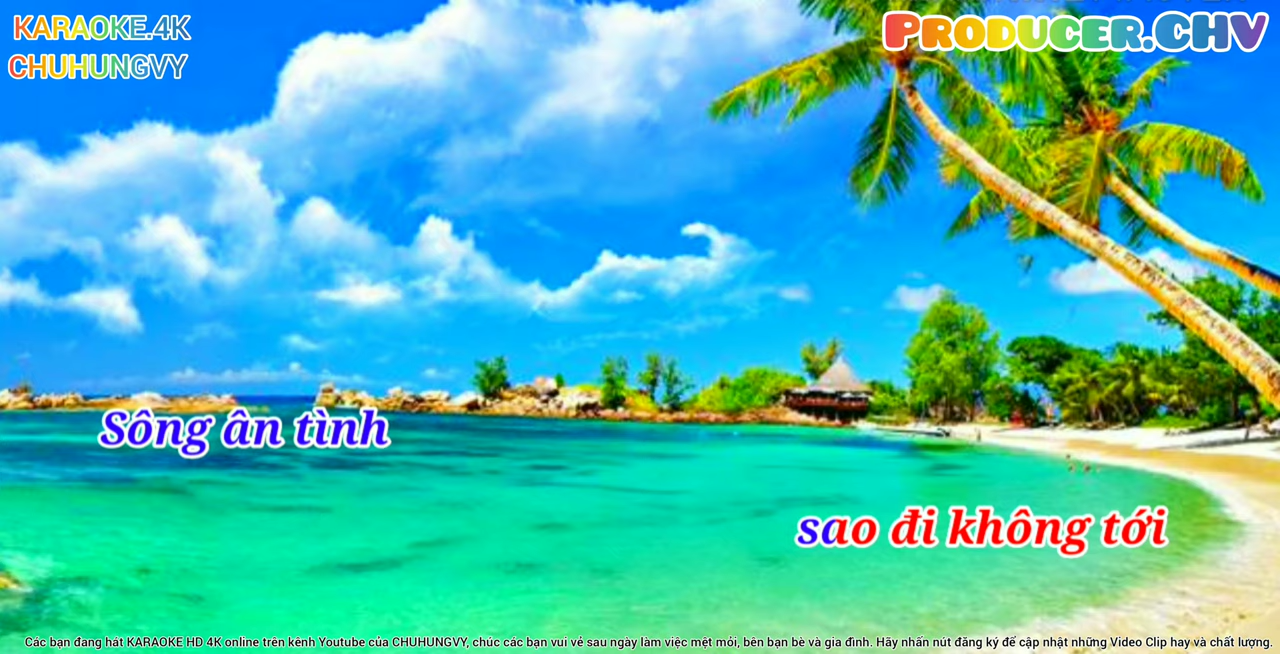 KARAOKE.4K
CHUHUNGVY
PRODUCER.CHV
Sông ân tình
sao đi không tới
Các bạn đang hát KARAOKE HD 4K online trên kênh Youtube của CHUHUNGVY, chúc các bạn vui vẻ sau ngày làm việc mệt mỏi, bên bạn bè và gia đình. Hãy nhấn nút đăng ký để cập nhật những Video Clip hay và chất lượng.